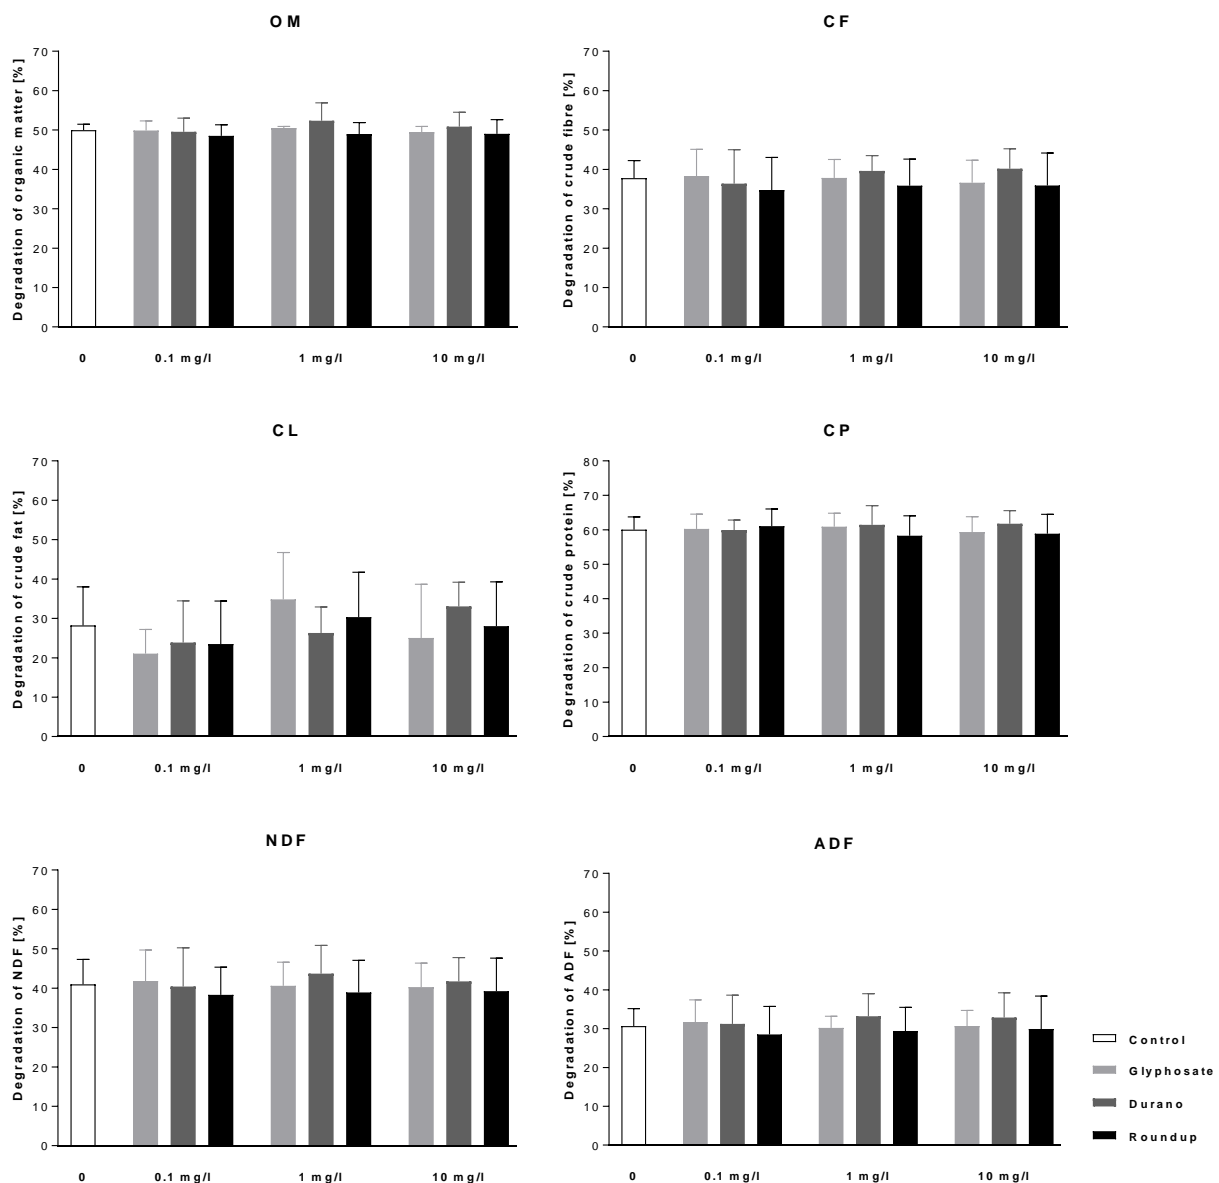 OM
Degradation of organic matter [%]
70
60
50
40
30
20
10
0
0 0.1 mg/l 1 mg/l 10 mg/l
CF
Degradation of crude fibre [%]
70
60
50
40
30
20
10
0
0 0.1 mg/l 1 mg/l 10 mg/l
CL
Degradation of crude fat [%]
70
60
50
40
30
20
10
0
0 0.1 mg/l 1 mg/l 10 mg/l
CP
Degradation of crude protein [%]
80
70
60
50
40
30
20
10
0
0 0.1 mg/l 1 mg/l 10 mg/l
NDF
Degradation of NDF [%]
70
60
50
40
30
20
10
0
0 0.1 mg/l 1 mg/l 10 mg/l
ADF
Degradation of ADF [%]
70
60
50
40
30
20
10
0
0 0.1 mg/l 1 mg/l 10 mg/l
Control
Glyphosate
Durano
Roundup